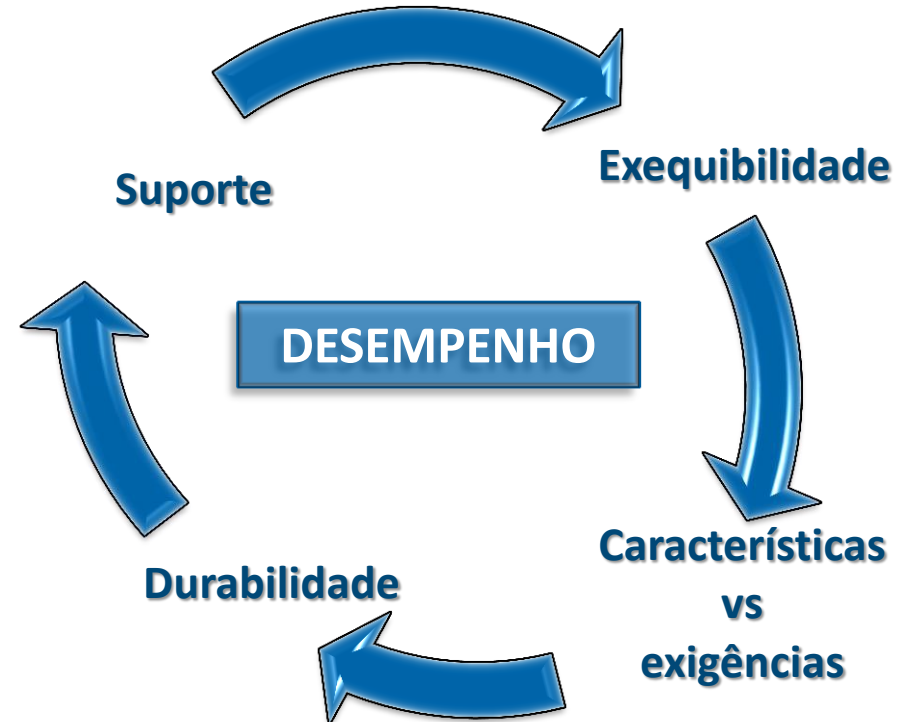 Exequibilidade
Suporte
DESEMPENHO
Características
vs
exigências
Durabilidade